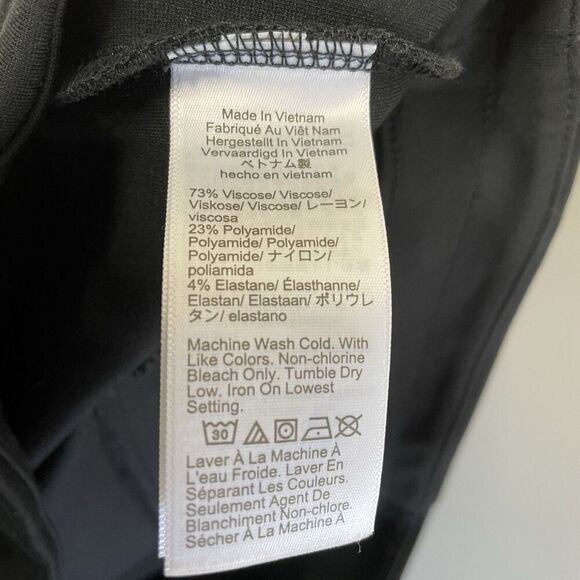 Made In Vietnam
Fabriqué Au Viêt Nam
Hergestellt In Vietnam
Vervaardigd In Vietnam
ベトナム製
hecho en vietnam
73% Viscose/ Viscose/
Viskose/ Viscose/ レーヨン/
viscosa
23% Polyamide/
Polyamide/ Polyamide/
Polyamide/ ナイロン/
poliamida
4% Elastane/ Élasthanne/
Elastan/ Elastaan/ ポリウレ
タン/ elastano
Machine Wash Cold. With
Like Colors. Non-chlorine
Bleach Only. Tumble Dry
Low. Iron On Lowest
Setting.
30
Laver À La Machine À
L'eau Froide. Laver En
Séparant Les Couleurs.
Seulement Agent De
Blanchiment Non-chlore.
Sécher À La Machine À